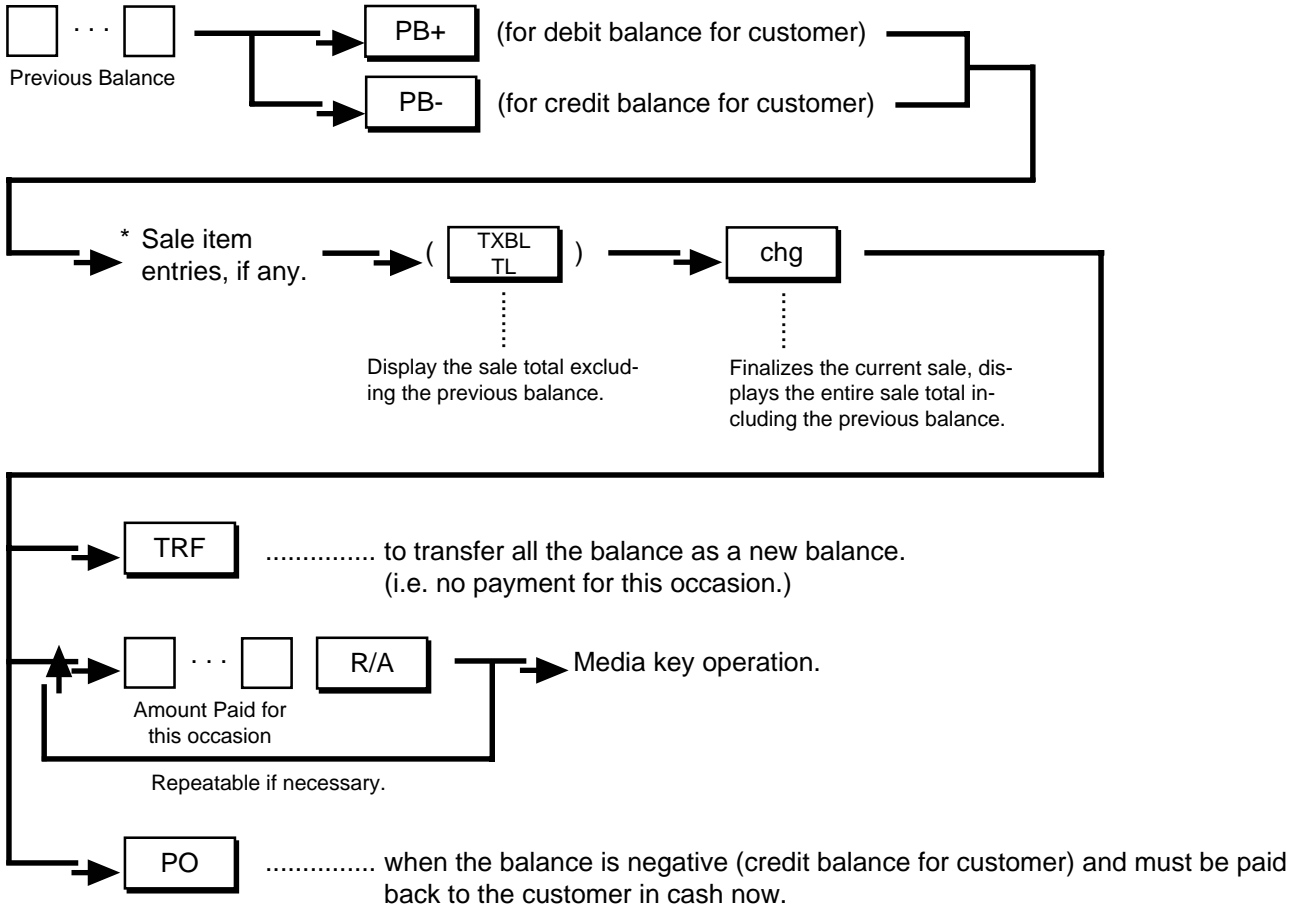 . . .
PB+ (for debit balance for customer)
Previous Balance
PB- (for credit balance for customer)
* Sale item
entries, if any.
( TXBL
TL )
chg
Display the sale total exclud-
ing the previous balance.
Finalizes the current sale, dis-
plays the entire sale total in-
cluding the previous balance.
TRF ............... to transfer all the balance as a new balance.
(i.e. no payment for this occasion.)
. . . R/A Media key operation.
Amount Paid for
this occasion
Repeatable if necessary.
PO ............... when the balance is negative (credit balance for customer) and must be paid
back to the customer in cash now.